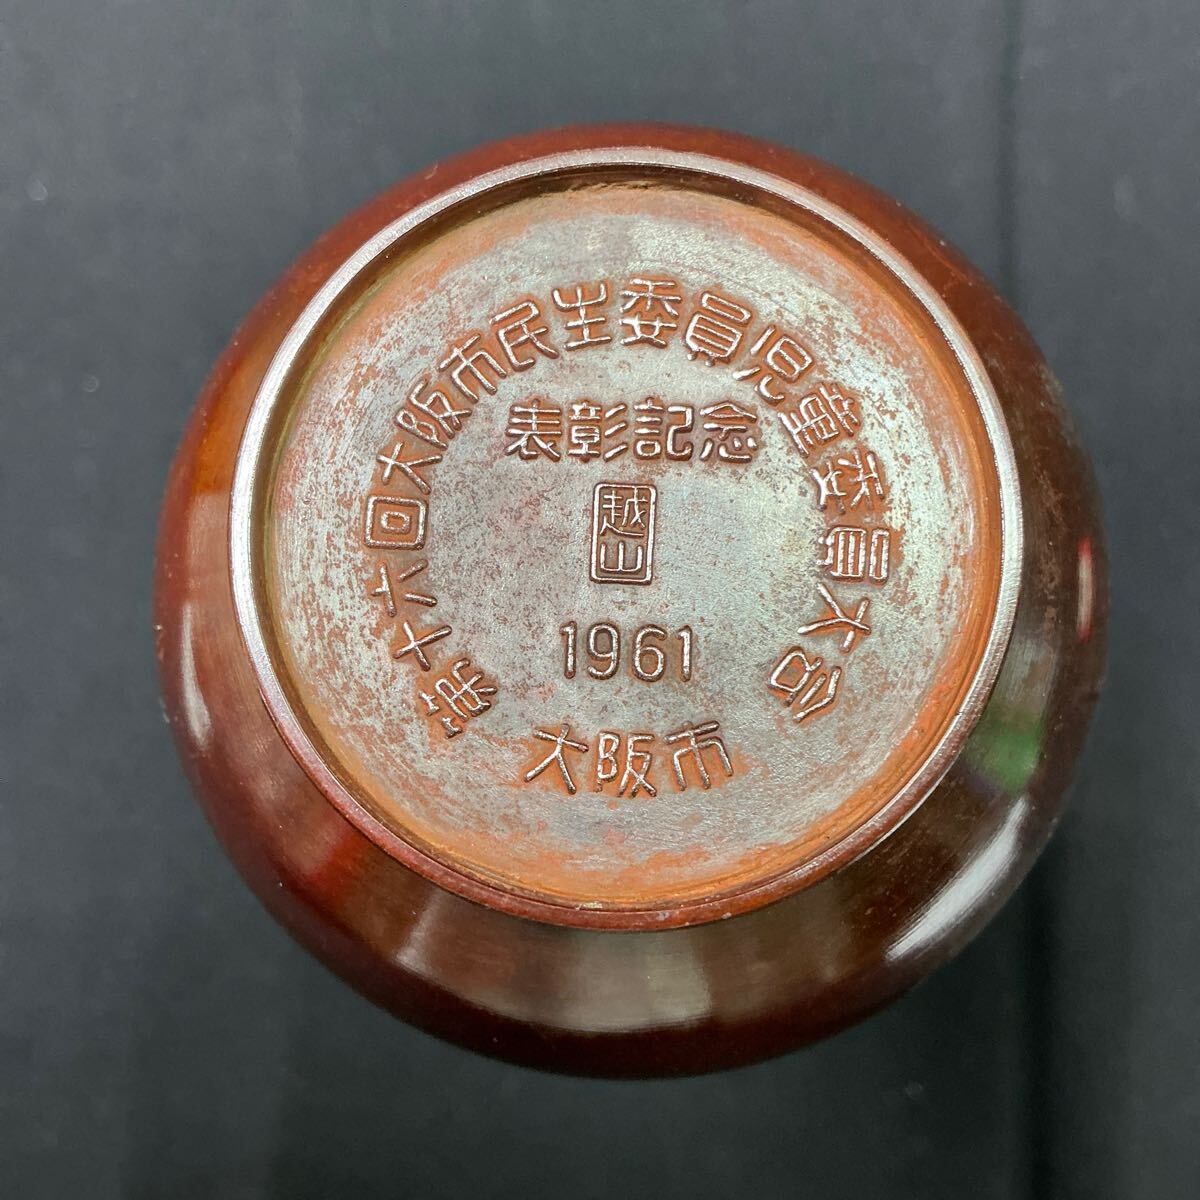 第十六回大阪市民生委員児童委員大会
表彰記念
越山
1961
大阪市